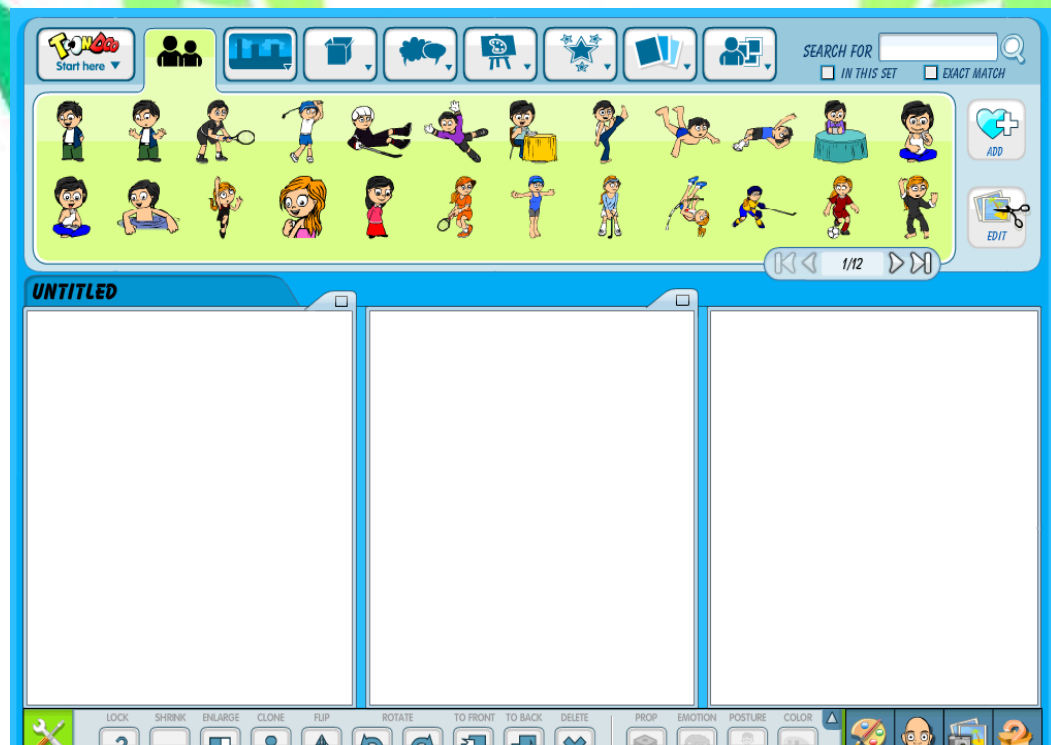 TOONDOO
Start here ▼
SEARCH FOR
IN THIS SET
EXACT MATCH
ADD
EDIT
1/12
UNTITLED
LOCK
SHRINK
ENLARGE
CLONE
FLIP
ROTATE
TO FRONT
TO BACK
DELETE
PROP
EMOTION
POSTURE
COLOR